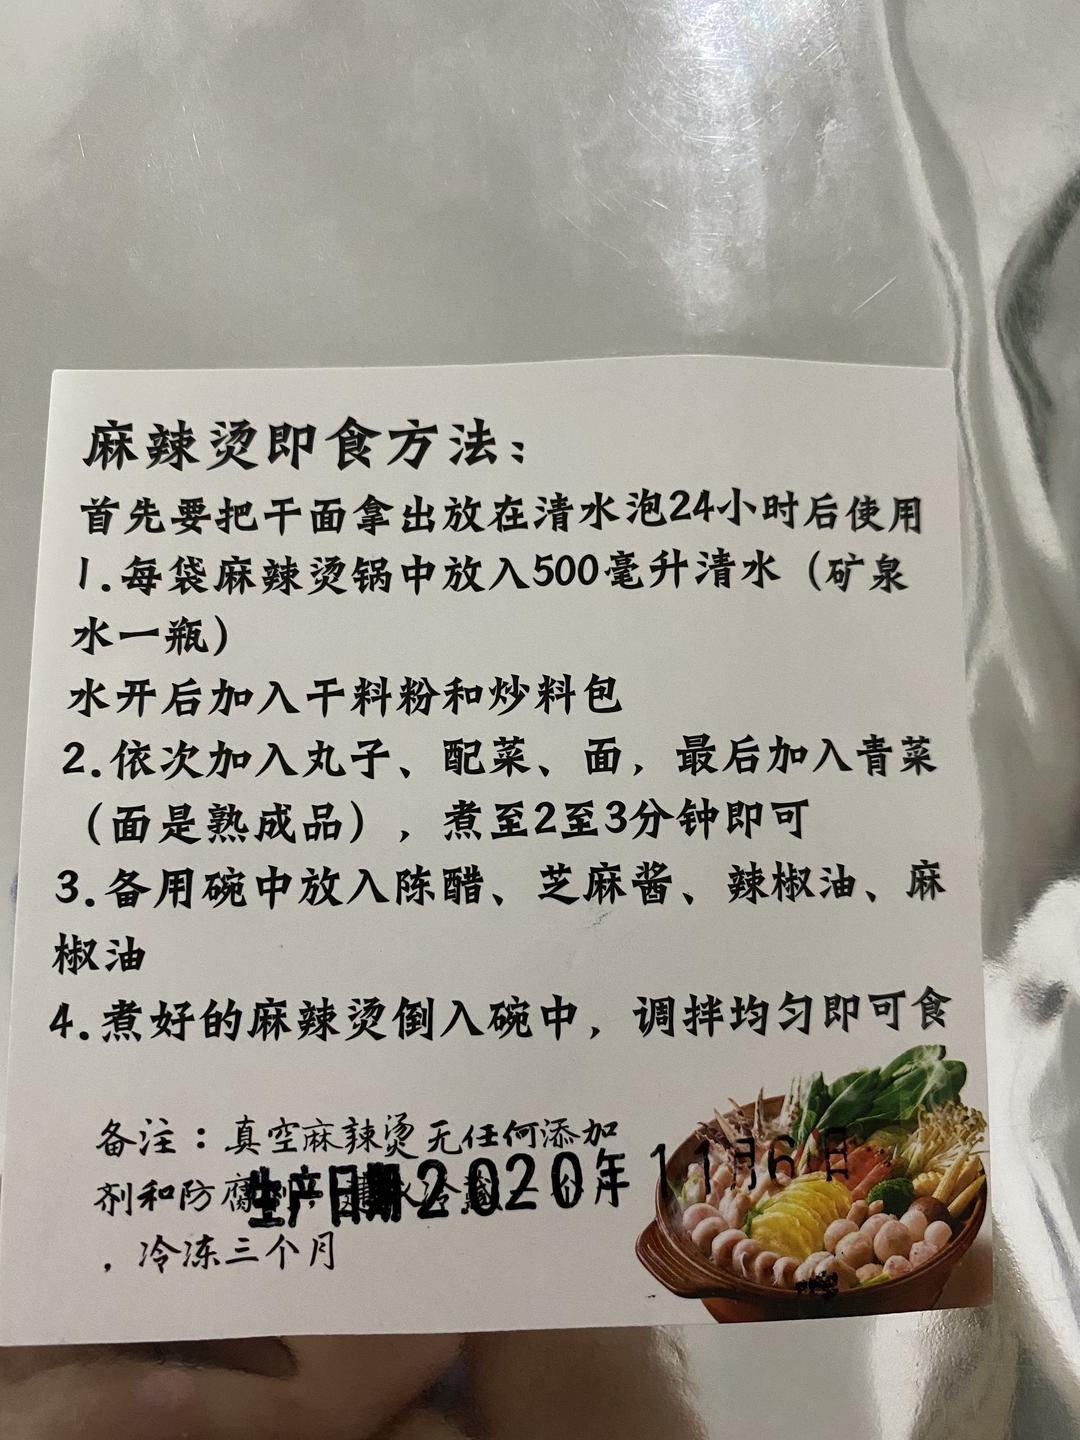 麻辣烫即食方法：
首先要把干面拿出放在清水泡24小时后使用
1.每袋麻辣烫锅中放入500毫升清水（矿泉
水一瓶）
水开后加入干料粉和炒料包
2.依次加入丸子、配菜、面，最后加入青菜
（面是熟成品），煮至2至3分钟即可
3.备用碗中放入陈醋、芝麻酱、辣椒油、麻
椒油
4.煮好的麻辣烫倒入碗中，调拌均匀即可食
备注：真空麻辣烫无任何添加
剂和防腐
生产日期2020年11月6日
，冷冻三个月